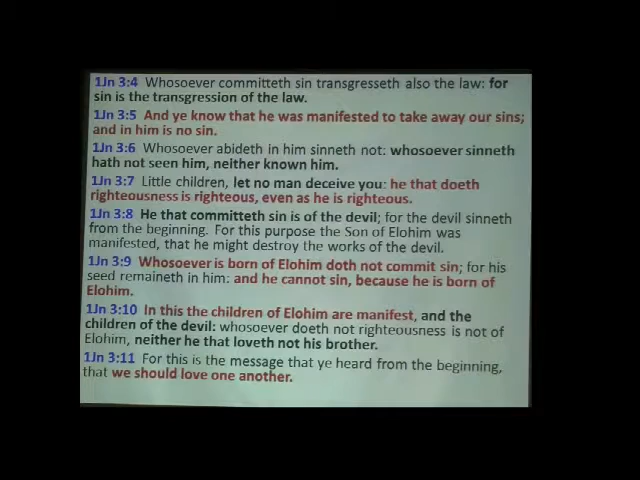 1Jn 3:4 Whosoever committeth sin transgresseth also the law: for
sin is the transgression of the law.
1Jn 3:5 And ye know that he was manifested to take away our sins;
and in him is no sin.
1Jn 3:6 Whosoever abideth in him sinneth not: whosoever sinneth
hath not seen him, neither known him.
1Jn 3:7 Little children, let no man deceive you: he that doeth
righteousness is righteous, even as he is righteous.
1Jn 3:8 He that committeth sin is of the devil; for the devil sinneth
from the beginning. For this purpose the Son of Elohim was
manifested, that he might destroy the works of the devil.
1Jn 3:9 Whosoever is born of Elohim doth not commit sin; for his
seed remaineth in him: and he cannot sin, because he is born of
Elohim.
1Jn 3:10 In this the children of Elohim are manifest, and the
children of the devil: whosoever doeth not righteousness is not of
Elohim, neither he that loveth not his brother.
1Jn 3:11 For this is the message that ye heard from the beginning,
that we should love one another.